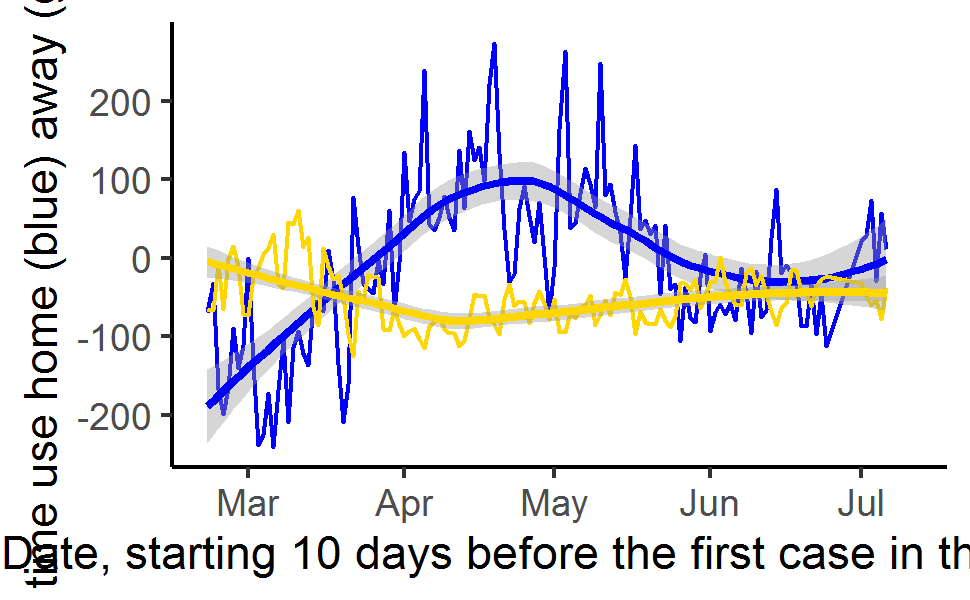 time use home (blue) away (g
200
100
0
-100
-200
Mar Apr May Jun Jul
Date, starting 10 days before the first case in th